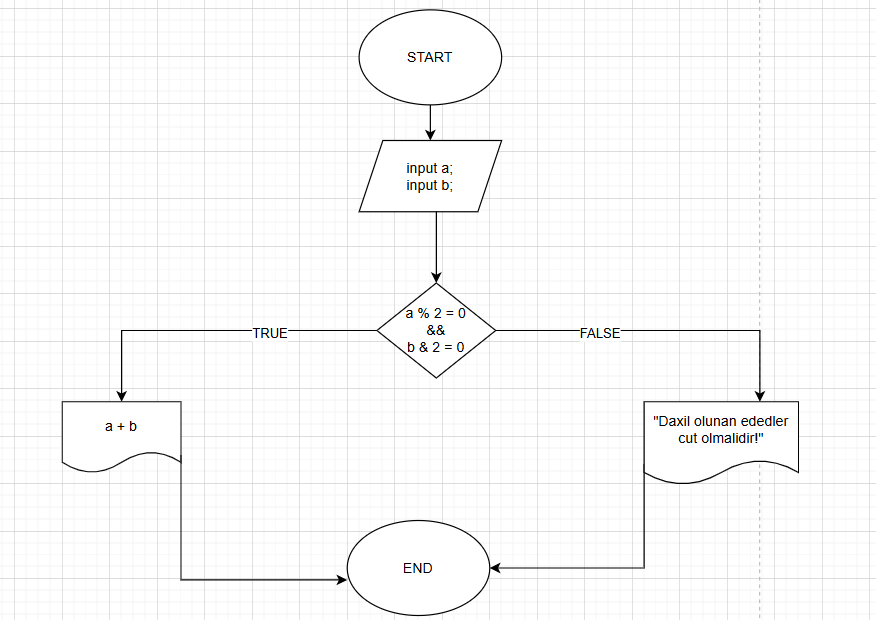 START
input a;
input b;
a % 2 = 0
&&
b & 2 = 0
TRUE
FALSE
a + b
"Daxil olunan ededler
cut olmalidir!"
END